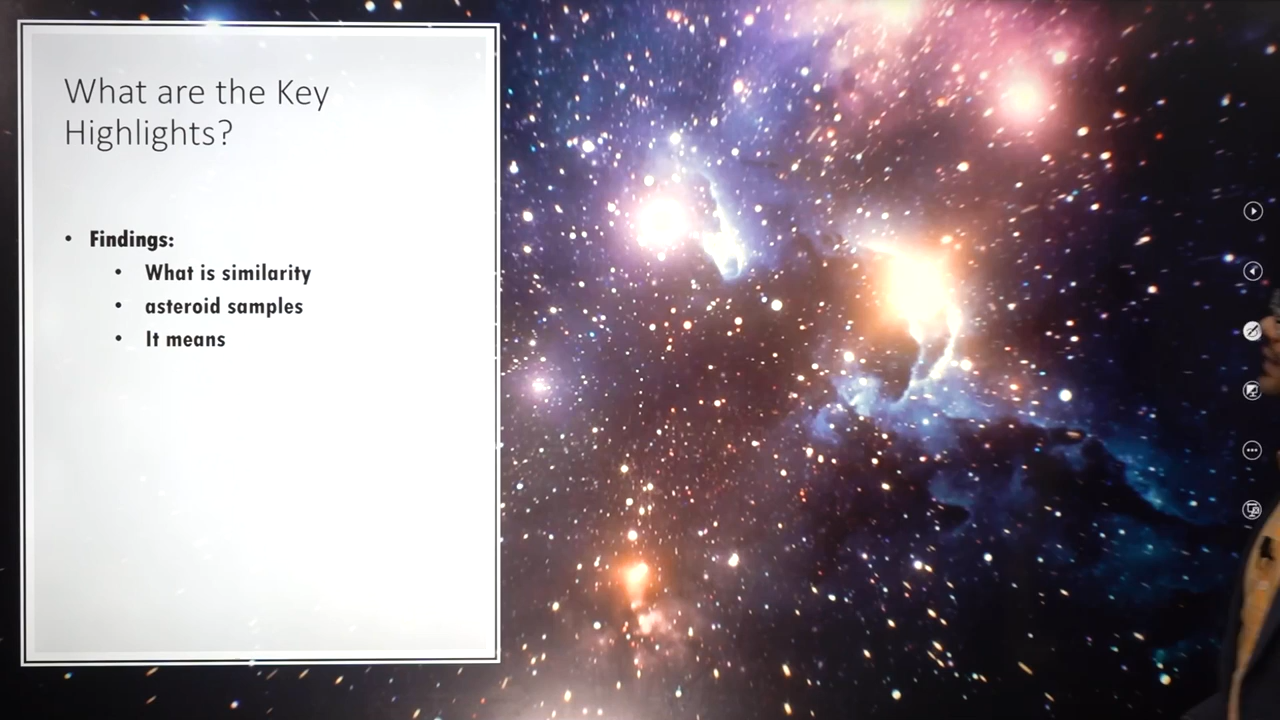 What are the Key
Highlights?
• Findings:
• What is similarity
• asteroid samples
• It means